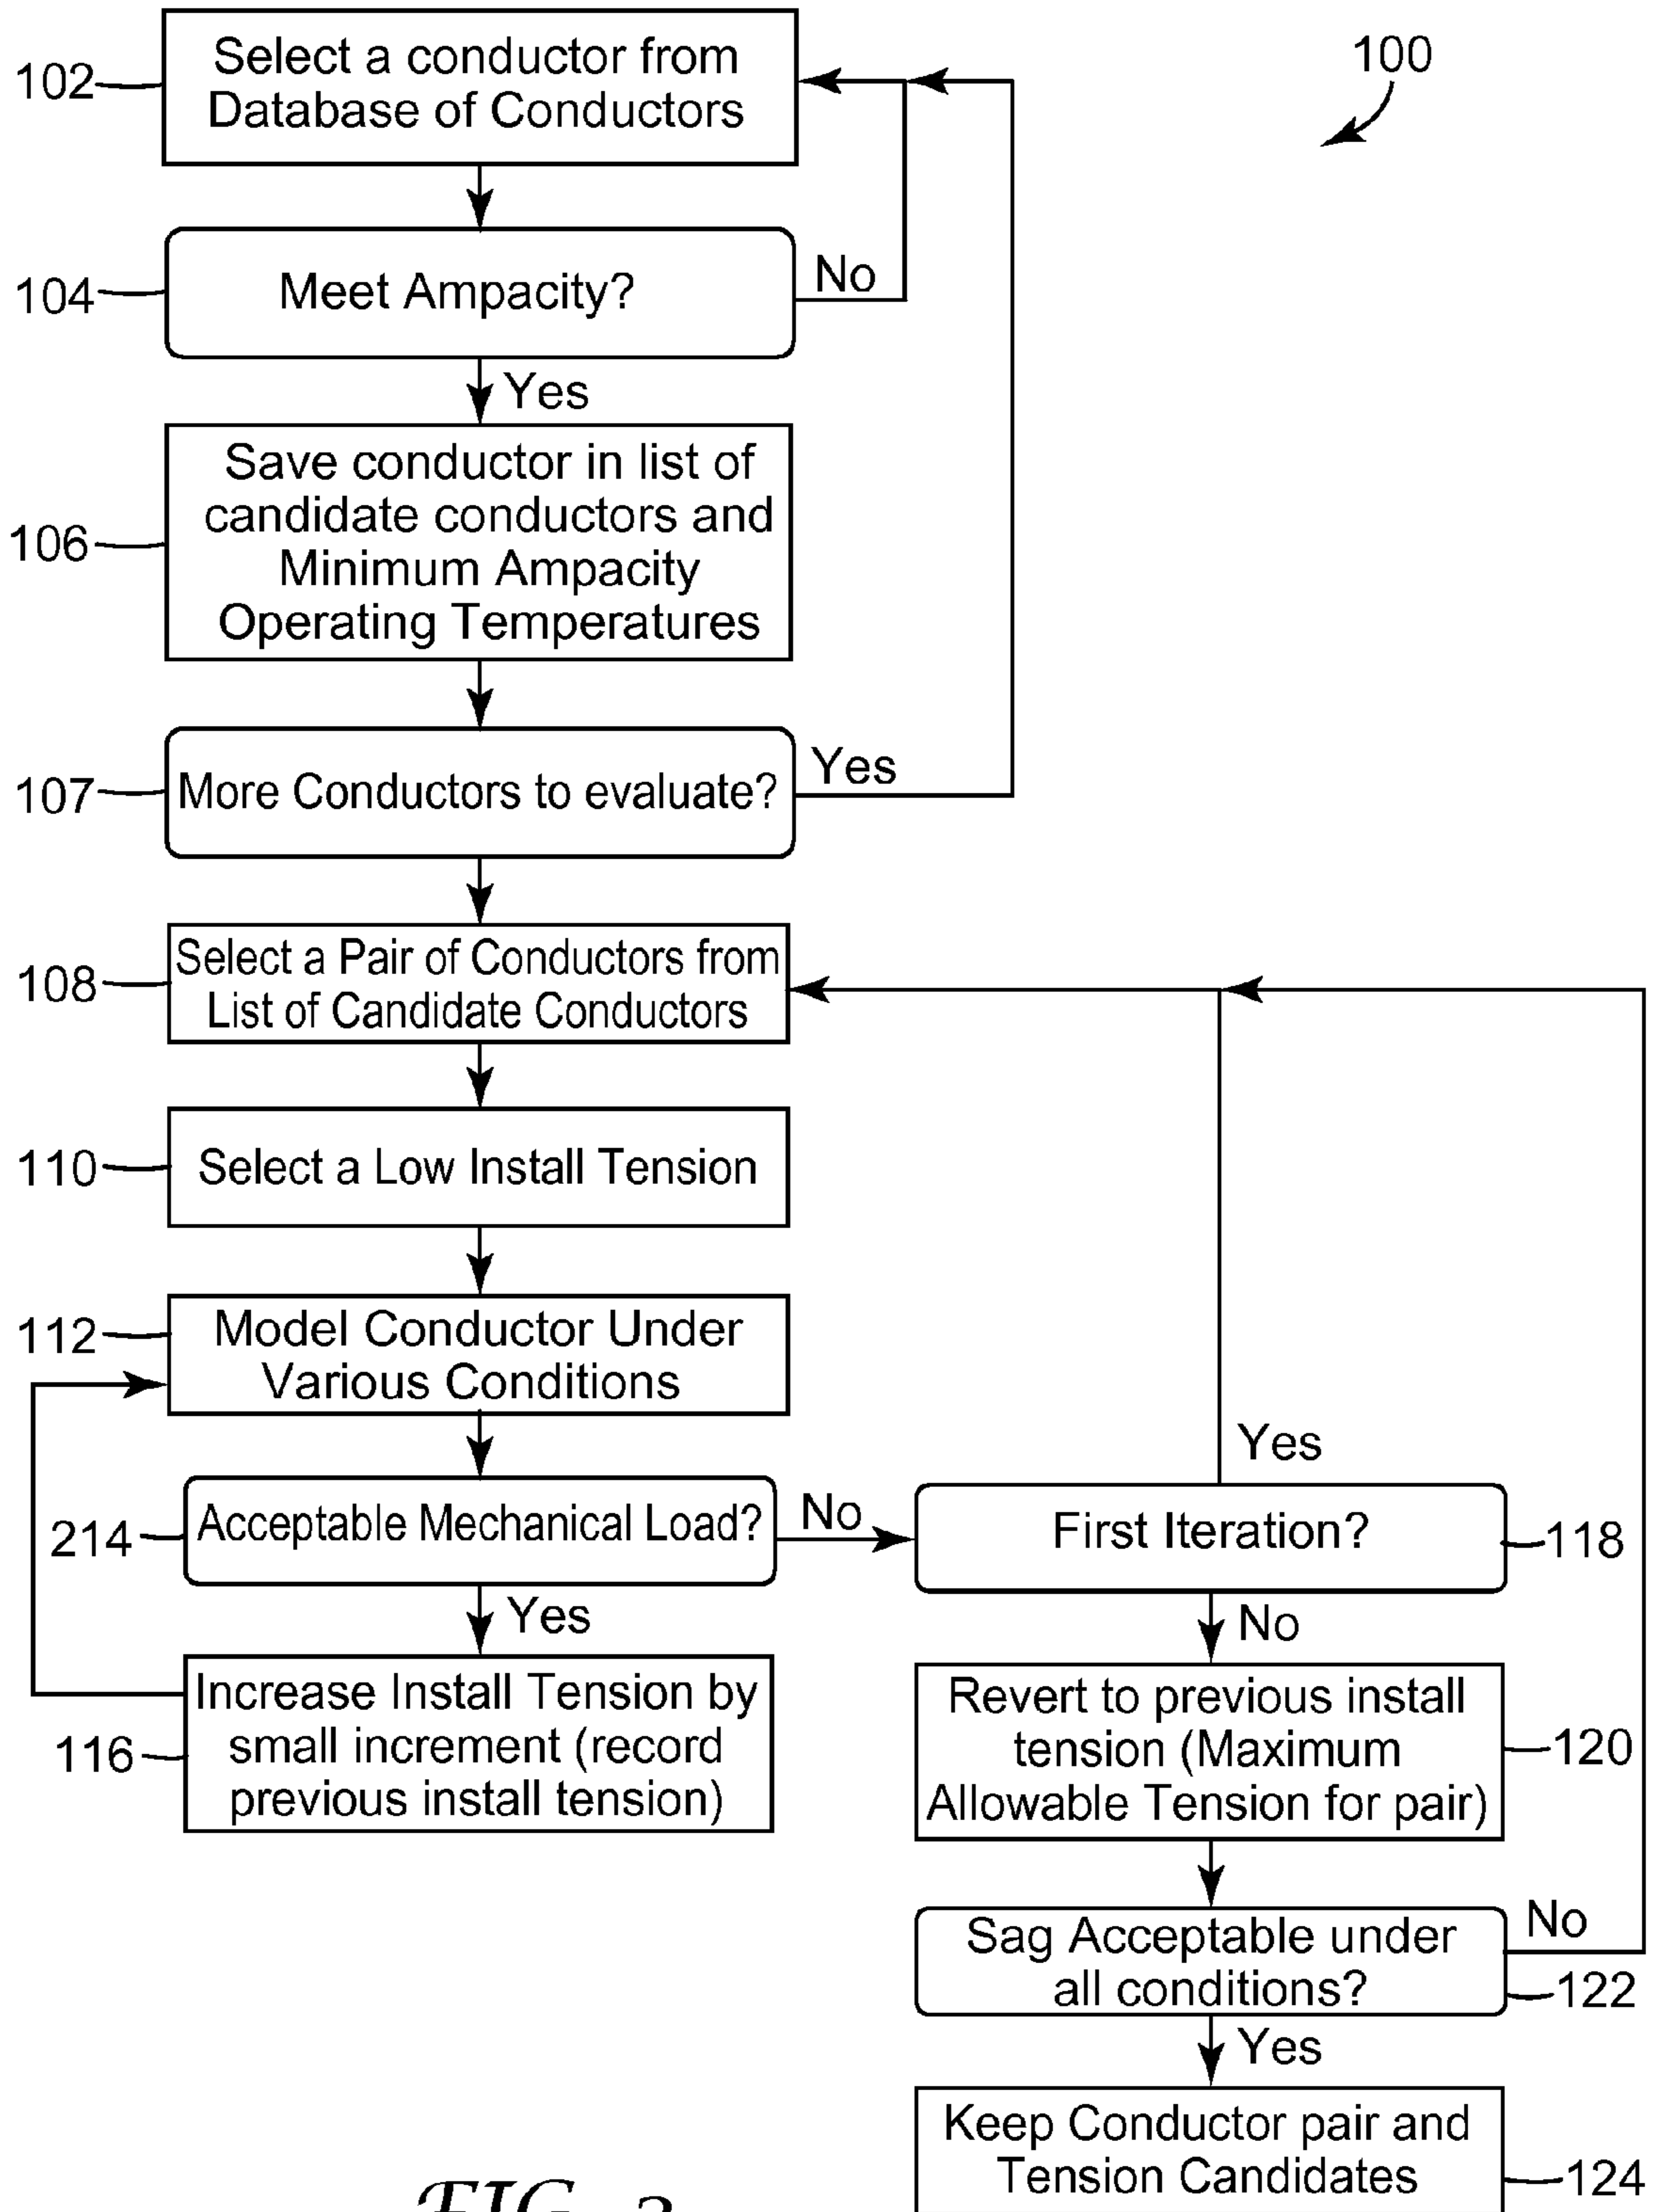 100
102
Select a conductor from
Database of Conductors
104
Meet Ampacity?
No
Yes
106
Save conductor in list of
candidate conductors and
Minimum Ampacity
Operating Temperatures
107
More Conductors to evaluate?
Yes
108
Select a Pair of Conductors from
List of Candidate Conductors
110
Select a Low Install Tension
112
Model Conductor Under
Various Conditions
214
Acceptable Mechanical Load?
No
Yes
116
Increase Install Tension by
small increment (record
previous install tension)
Yes
First Iteration?
118
No
Revert to previous install
tension (Maximum
Allowable Tension for pair)
120
Sag Acceptable under
all conditions?
No
122
Yes
Keep Conductor pair and
Tension Candidates
124